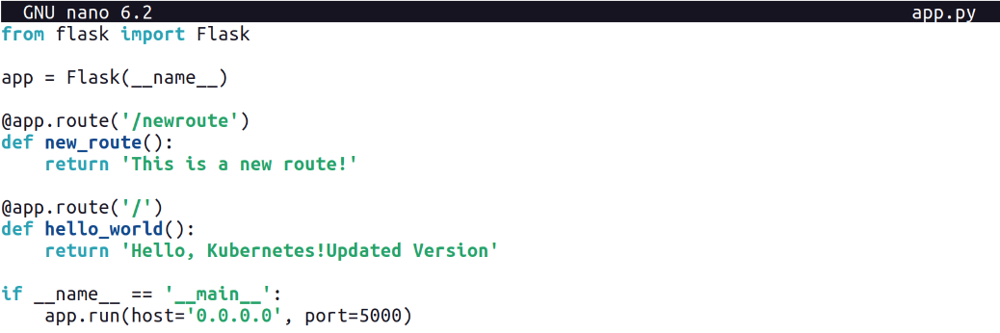 GNU nano 6.2 app.py
from flask import Flask
app = Flask(__name__)
@app.route('/newroute')
def new_route():
    return 'This is a new route!'
@app.route('/')
def hello_world():
    return 'Hello, Kubernetes!Updated Version'
if __name__ == '__main__':
    app.run(host='0.0.0.0', port=5000)